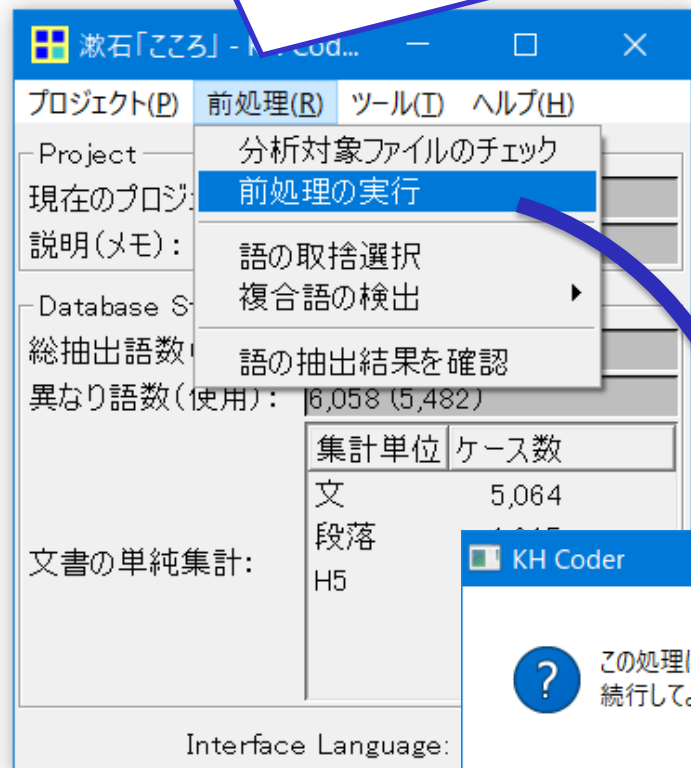 漱石「こころ」- K Cod...
プロジェクト(P) 前処理(R) ツール(T) ヘルプ(H)
Project
分析対象ファイルのチェック
現在のプロジ
前処理の実行
説明(メモ):
語の取捨選択
Database S
複合語の検出
総抽出語数
語の抽出結果を確認
異なり語数(使用): 6,058 (5,482)
集計単位 ケース数
文 5,064
段落
文書の単純集計:
H5
KH Coder
この処理に
続行して
Interface Language: